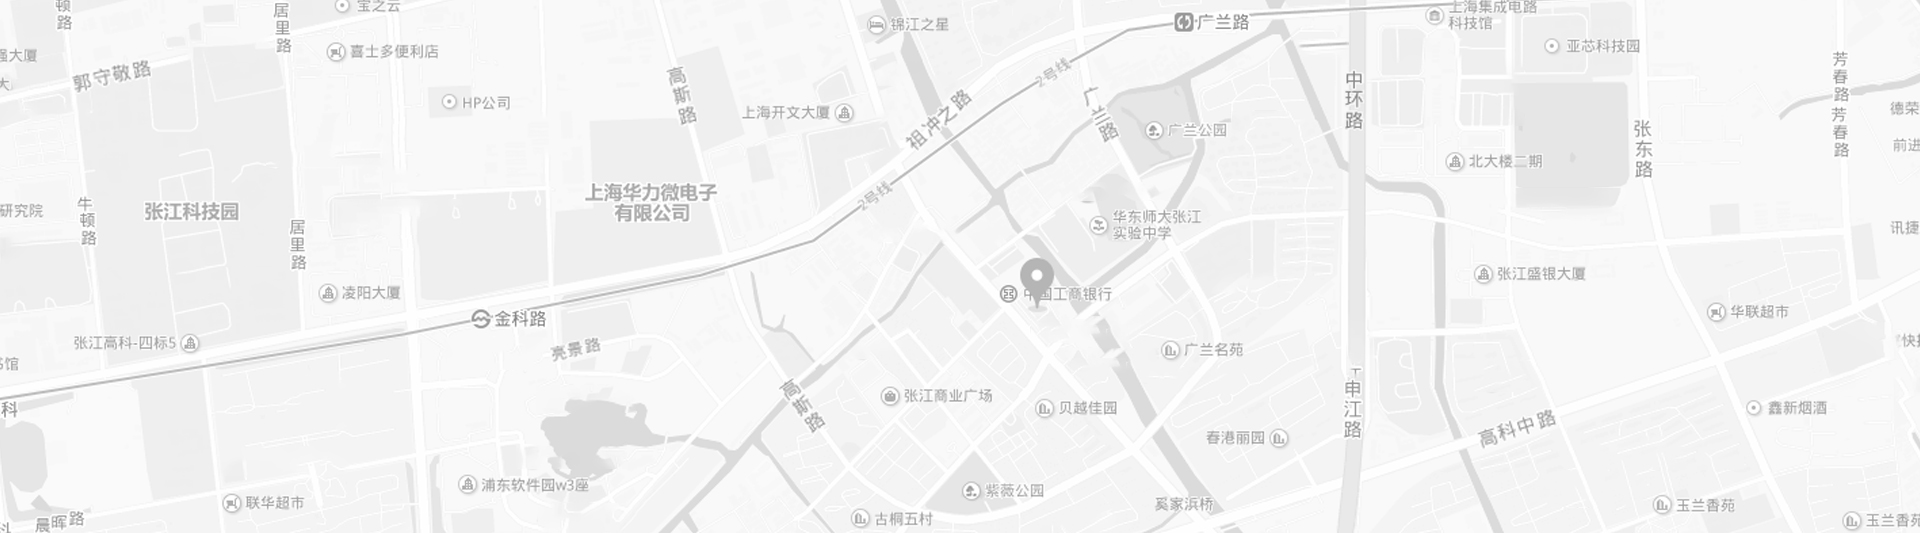 顿路
居里路
宝之云
锦江之星
广兰路
上海集成电路
科技馆
亚芯科技园
强大厦
喜士多便利店
郭守敬路
HP公司
高斯路
上海开文大厦
祖冲之路
2号线
广兰路
广兰公园
中环路
北大楼二期
张东路
芳春路
芳春路
德荣
前进
研究院
牛顿路
张江科技园
居里路
上海华力微电子
有限公司
2号线
华东师大张江
实验中学
讯捷
凌阳大厦
中国工商银行
张江盛银大厦
华联超市
金科路
张江高科-四标5
亮景路
广兰名苑
高斯路
张江商业广场
贝越佳园
申江路
高科中路
鑫新烟酒
春港丽园
科
浦东软件园w3座
联华超市
晨晖路
紫薇公园
古桐五村
奚家浜桥
玉兰香苑
玉兰香苑